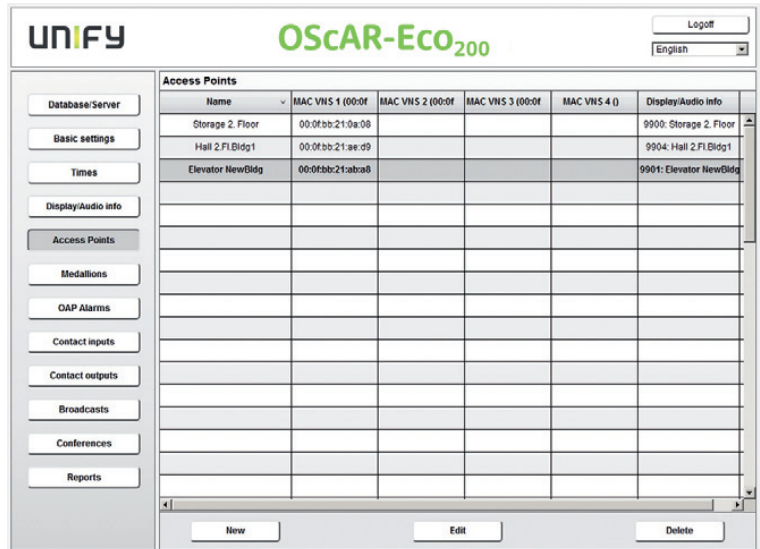 UNIFY
OScAR-Eco200
Logoff
English
Access Points
Name MAC VNS 1 (00:0f MAC VNS 2 (00:0f MAC VNS 3 (00:0f MAC VNS 4 () Display/Audio info
Storage 2. Floor 00:0f:bb:21:0a:08 9900: Storage 2. Floor
Hall 2.Fl.Bldg1 00:0f:bb:21:ae:d9 9904: Hall 2.Fl.Bldg1
Elevator NewBldg 00:0f:bb:21:ab:a8 9901: Elevator NewBldg
Database/Server
Basic settings
Times
Display/Audio info
Access Points
Medallions
OAP Alarms
Contact inputs
Contact outputs
Broadcasts
Conferences
Reports
New Edit Delete